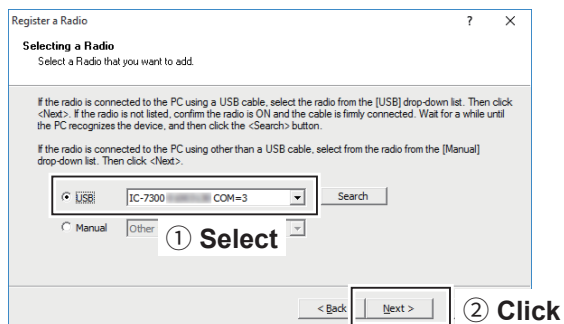 Register a Radio ? X
Selecting a Radio
Select a Radio that you want to add.
If the radio is connected to the PC using a USB cable, select the radio from the [USB] drop-down list. Then click
<Next>. If the radio is not listed, confirm the radio is ON and the cable is firmly connected. Wait for a while until
the PC recognizes the device, and then click the <Search> button.
If the radio is connected to the PC using other than a USB cable, select from the radio from the [Manual]
drop-down list. Then click <Next>.
USB IC-7300 COM=3 Search
Manual Other
① Select
< Back Next >
② Click